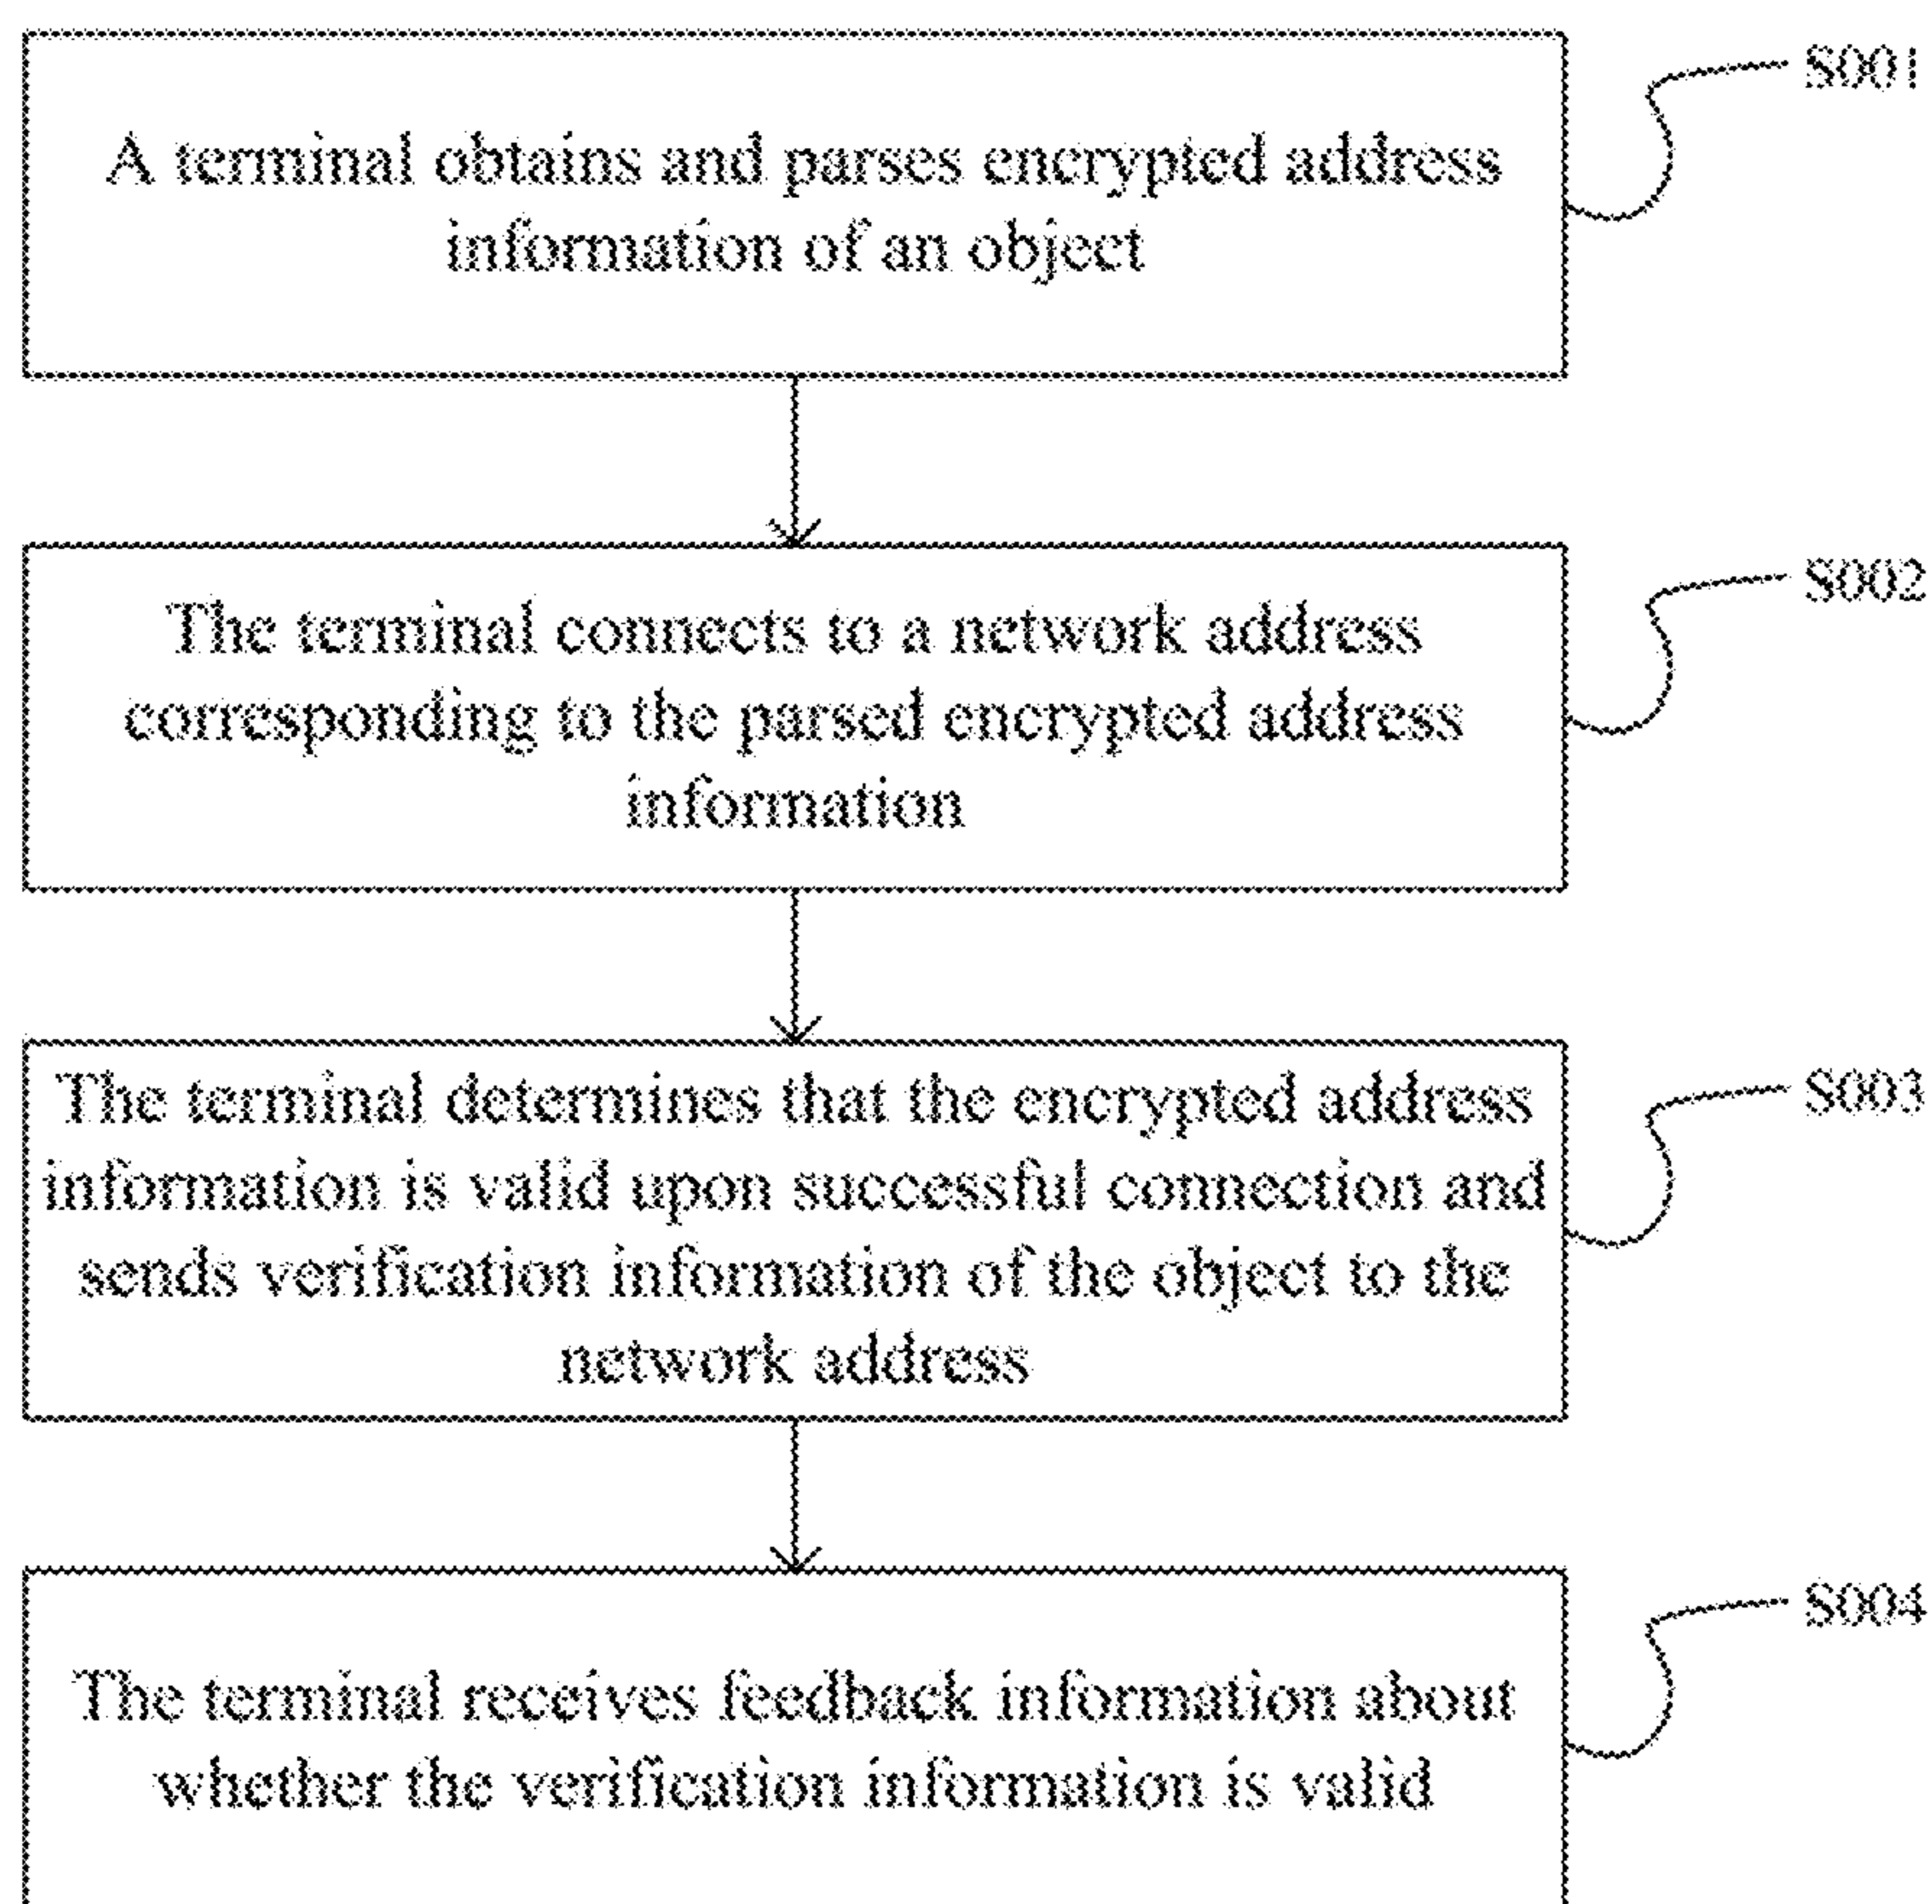 S001
A terminal obtains and parses encrypted address
information of an object
S002
The terminal connects to a network address
corresponding to the parsed encrypted address
information
S003
The terminal determines that the encrypted address
information is valid upon successful connection and
sends verification information of the object to the
network address
S004
The terminal receives feedback information about
whether the verification information is valid